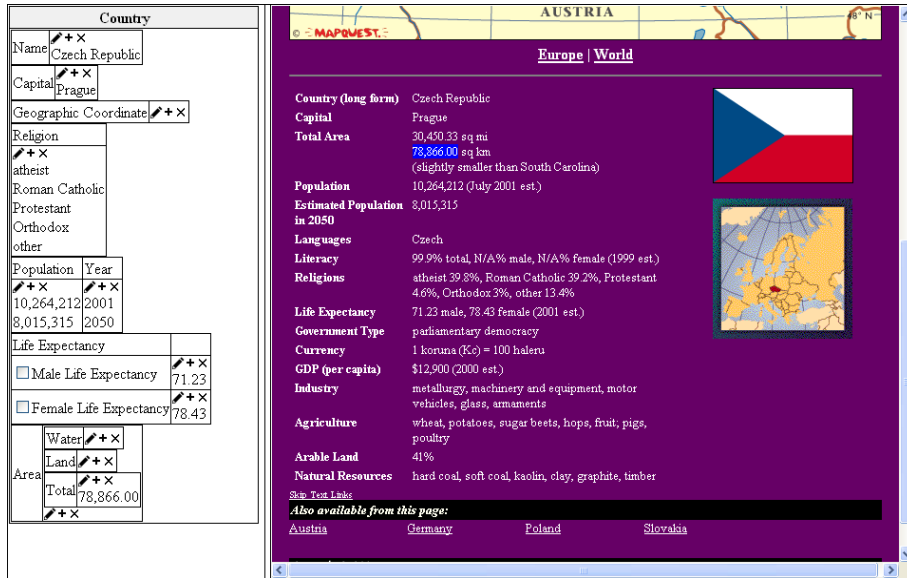 Country
Name
Czech Republic
Capital
Prague
Geographic Coordinate
Religion
atheist
Roman Catholic
Protestant
Orthodox
other
Population Year
10,264,212 2001
8,015,315 2050
Life Expectancy
Male Life Expectancy 71.23
Female Life Expectancy 78.43
Area
Water
Land
Total
78,866.00
AUSTRIA
48° N
© MAPQUEST.
Europe | World
Country (long form) Czech Republic
Capital Prague
Total Area 30,450.33 sq mi
78,866.00 sq km
(slightly smaller than South Carolina)
Population 10,264,212 (July 2001 est.)
Estimated Population 8,015,315
in 2050
Languages Czech
Literacy 99.9% total, N/A% male, N/A% female (1999 est.)
Religions atheist 39.8%, Roman Catholic 39.2%, Protestant
4.6%, Orthodox 3%, other 13.4%
Life Expectancy 71.23 male, 78.43 female (2001 est.)
Government Type parliamentary democracy
Currency 1 koruna (Kc) = 100 haleru
GDP (per capita) $12,900 (2000 est.)
Industry metallurgy, machinery and equipment, motor
vehicles, glass, armaments
Agriculture wheat, potatoes, sugar beets, hops, fruit; pigs,
poultry
Arable Land 41%
Natural Resources hard coal, soft coal, kaolin, clay, graphite, timber
Skip Text Links
Also available from this page:
Austria Germany Poland Slovakia